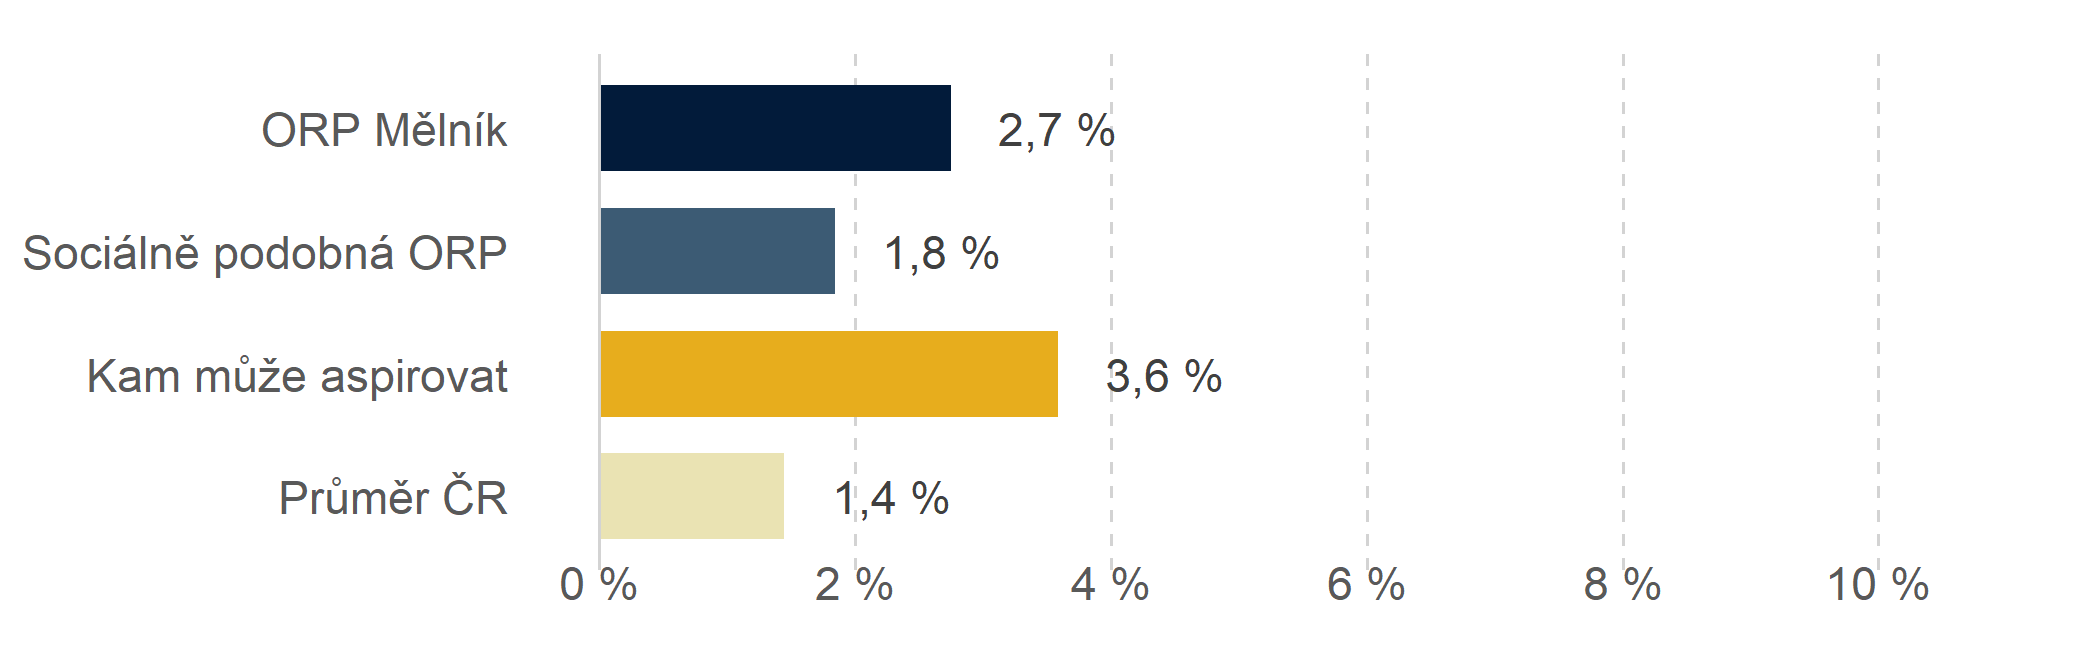 ORP Mělník 2,7 %
Sociálně podobná ORP 1,8 %
Kam může aspirovat 3,6 %
Průměr ČR 1,4 %
0 % 2 % 4 % 6 % 8 % 10 %